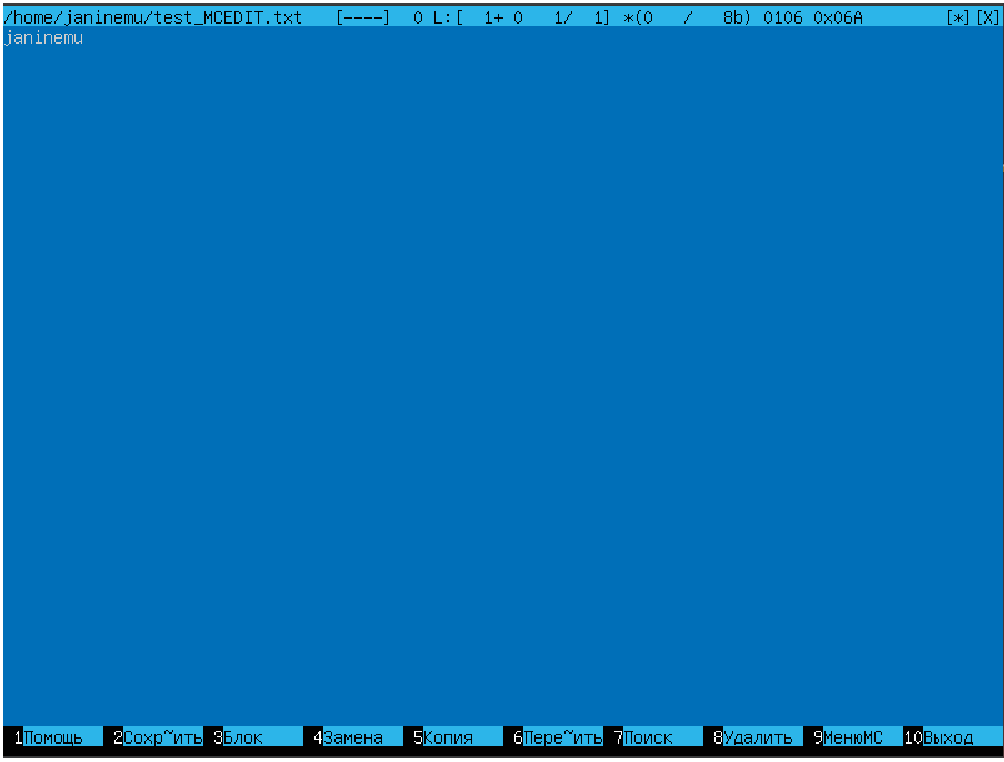 /home/janinemu/test_MCEDIT.txt [----] 0 L:[ 1+ 0 1/ 1] *(0 / 8b) 0106 0x06A [*][X]
janinemu
1Помощь 2Сохр~ить 3Блок 4Замена 5Копия 6Пере~ить 7Поиск 8Удалить 9МенюМС 10Выход